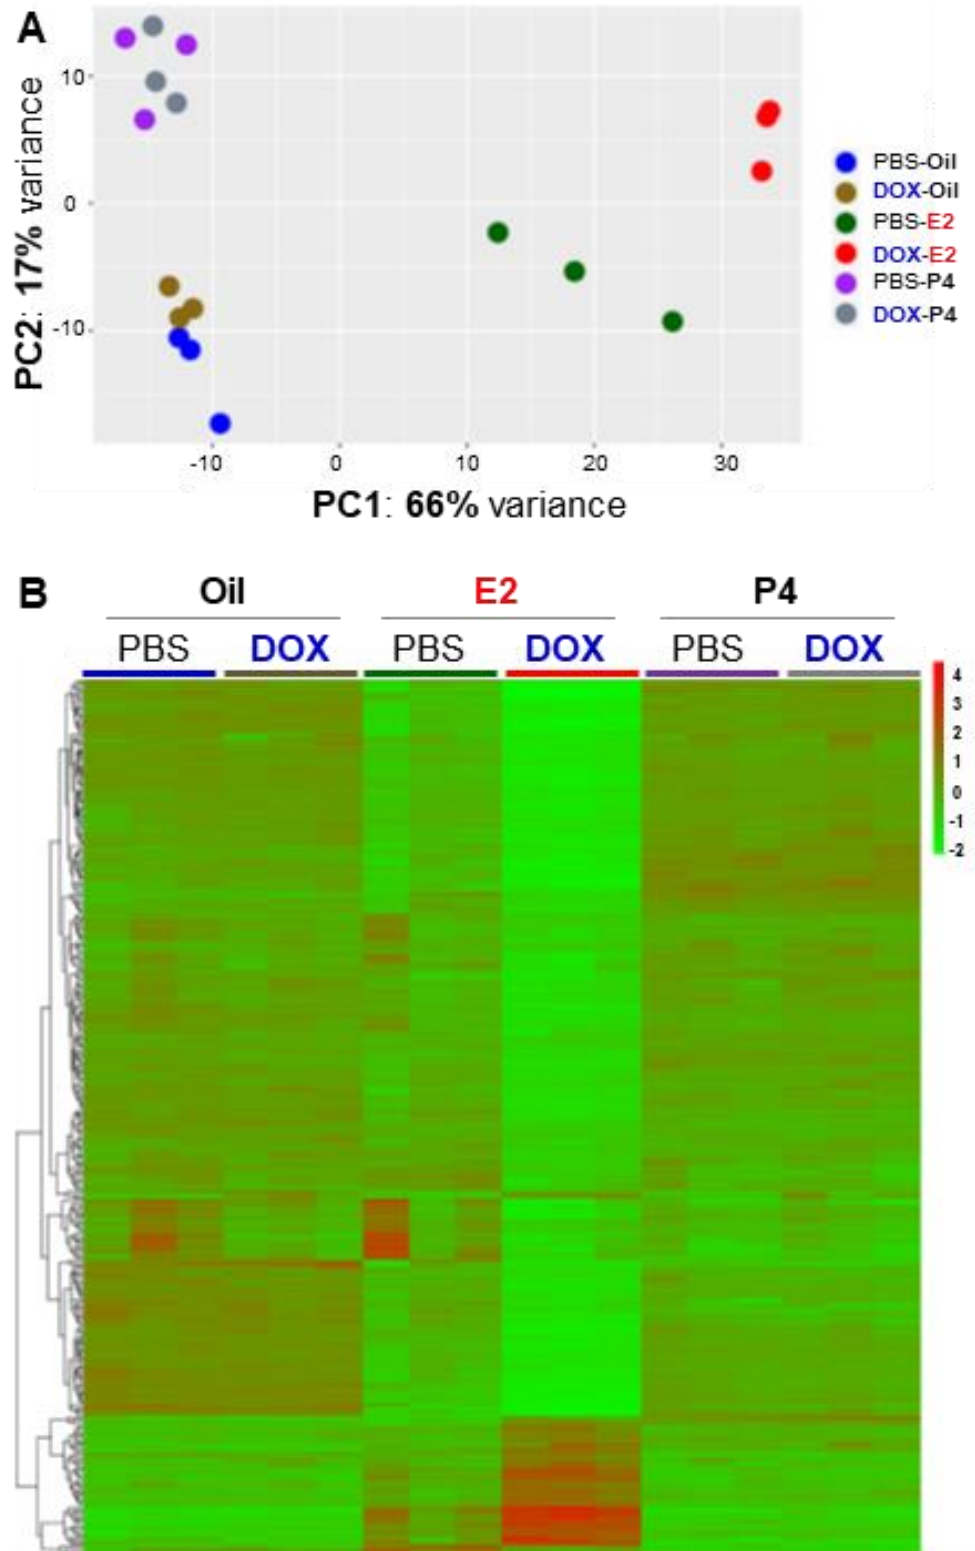 A
PC2: 17% variance
10
0
-10
-10
0
10
20
30
PC1: 66% variance
PBS-Oil
DOX-Oil
PBS-E2
DOX-E2
PBS-P4
DOX-P4
B
Oil E2 P4
PBS DOX PBS DOX PBS DOX
4
3
2
1
0
-1
-2